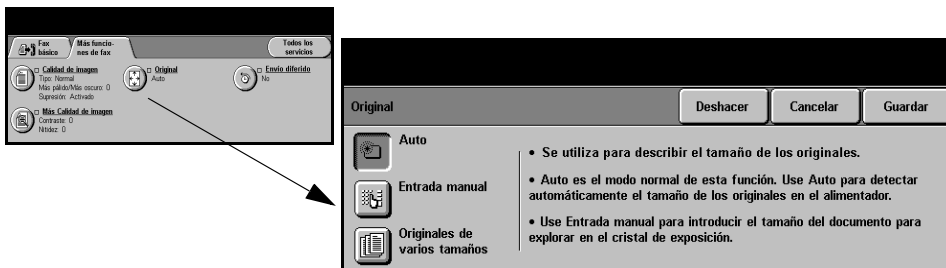 Fax
básico
Más funcio-
nes de fax
Todos los
servicios
Calidad de imagen
Tipo: Normal
Más pálido/Más oscuro: 0
Supresión: Activado
Original
Auto
Envío diferido
No
Más Calidad de imagen
Contraste: 0
Nitidez: 0
Original
Deshacer
Cancelar
Guardar
Auto
Entrada manual
Originales de
varios tamaños
• Se utiliza para describir el tamaño de los originales.
• Auto es el modo normal de esta función. Use Auto para detectar
automáticamente el tamaño de los originales en el alimentador.
• Use Entrada manual para introducir el tamaño del documento para
explorar en el cristal de exposición.